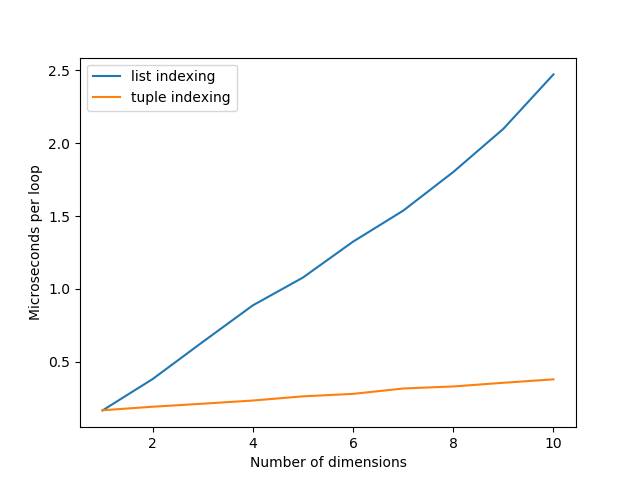 list indexing
tuple indexing
2.5
2.0
1.5
1.0
0.5
Microseconds per loop
2 4 6 8 10
Number of dimensions